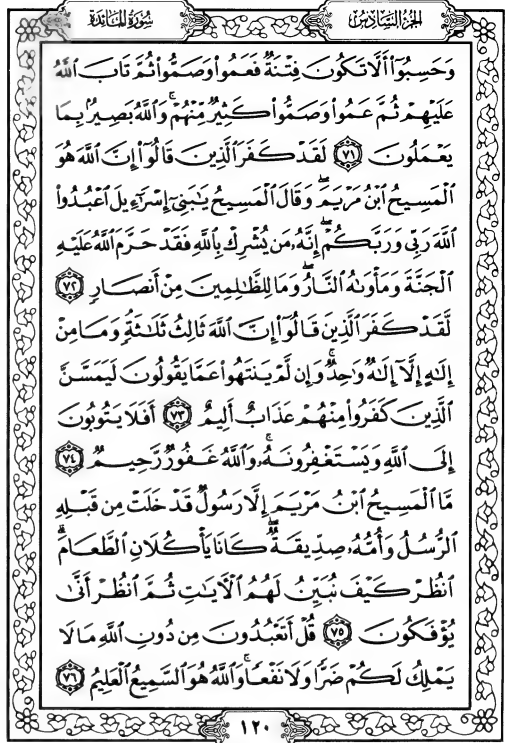 سُورَةُ المَائدة
الجُزءُ السَّادِسُ
وَحَسِبُوٓا۟ أَلَّا تَكُونَ فِتْنَةٌ فَعَمُوا۟ وَصَمُّوا۟ ثُمَّ تَابَ ٱللَّهُ
عَلَيْهِمْ ثُمَّ عَمُوا۟ وَصَمُّوا۟ كَثِيرٌ مِّنْهُمْ ۚ وَٱللَّهُ بَصِيرٌۢ بِمَا
يَعْمَلُونَ ٧١ لَقَدْ كَفَرَ ٱلَّذِينَ قَالُوٓا۟ إِنَّ ٱللَّهَ هُوَ
ٱلْمَسِيحُ ٱبْنُ مَرْيَمَ ۖ وَقَالَ ٱلْمَسِيحُ يَٰبَنِىٓ إِسْرَٰٓءِيلَ ٱعْبُدُوا۟
ٱللَّهَ رَبِّى وَرَبَّكُمْ ۖ إِنَّهُۥ مَن يُشْرِكْ بِٱللَّهِ فَقَدْ حَرَّمَ ٱللَّهُ عَلَيْهِ
ٱلْجَنَّةَ وَمَأْوَىٰهُ ٱلنَّارُ ۖ وَمَا لِلظَّٰلِمِينَ مِنْ أَنصَارٍ ٧٢
لَّقَدْ كَفَرَ ٱلَّذِينَ قَالُوٓا۟ إِنَّ ٱللَّهَ ثَالِثُ ثَلَٰثَةٍ ۘ وَمَا مِنْ
إِلَٰهٍ إِلَّآ إِلَٰهٌ وَٰحِدٌ ۚ وَإِن لَّمْ يَنتَهُوا۟ عَمَّا يَقُولُونَ لَيَمَسَّنَّ
ٱلَّذِينَ كَفَرُوا۟ مِنْهُمْ عَذَابٌ أَلِيمٌ ٧٣ أَفَلَا يَتُوبُونَ
إِلَى ٱللَّهِ وَيَسْتَغْفِرُونَهُۥ ۚ وَٱللَّهُ غَفُورٌ رَّحِيمٌ ٧٤
مَّا ٱلْمَسِيحُ ٱبْنُ مَرْيَمَ إِلَّا رَسُولٌ قَدْ خَلَتْ مِن قَبْلِهِ
ٱلرُّسُلُ وَأُمُّهُۥ صِدِّيقَةٌ ۖ كَانَا يَأْكُلَانِ ٱلطَّعَامَ ۗ
ٱنظُرْ كَيْفَ نُبَيِّنُ لَهُمُ ٱلْءَايَٰتِ ثُمَّ ٱنظُرْ أَنَّىٰ
يُؤْفَكُونَ ٧٥ قُلْ أَتَعْبُدُونَ مِن دُونِ ٱللَّهِ مَا لَا
يَمْلِكُ لَكُمْ ضَرًّا وَلَا نَفْعًا ۚ وَٱللَّهُ هُوَ ٱلسَّمِيعُ ٱلْعَلِيمُ ٧٦
١٢٠